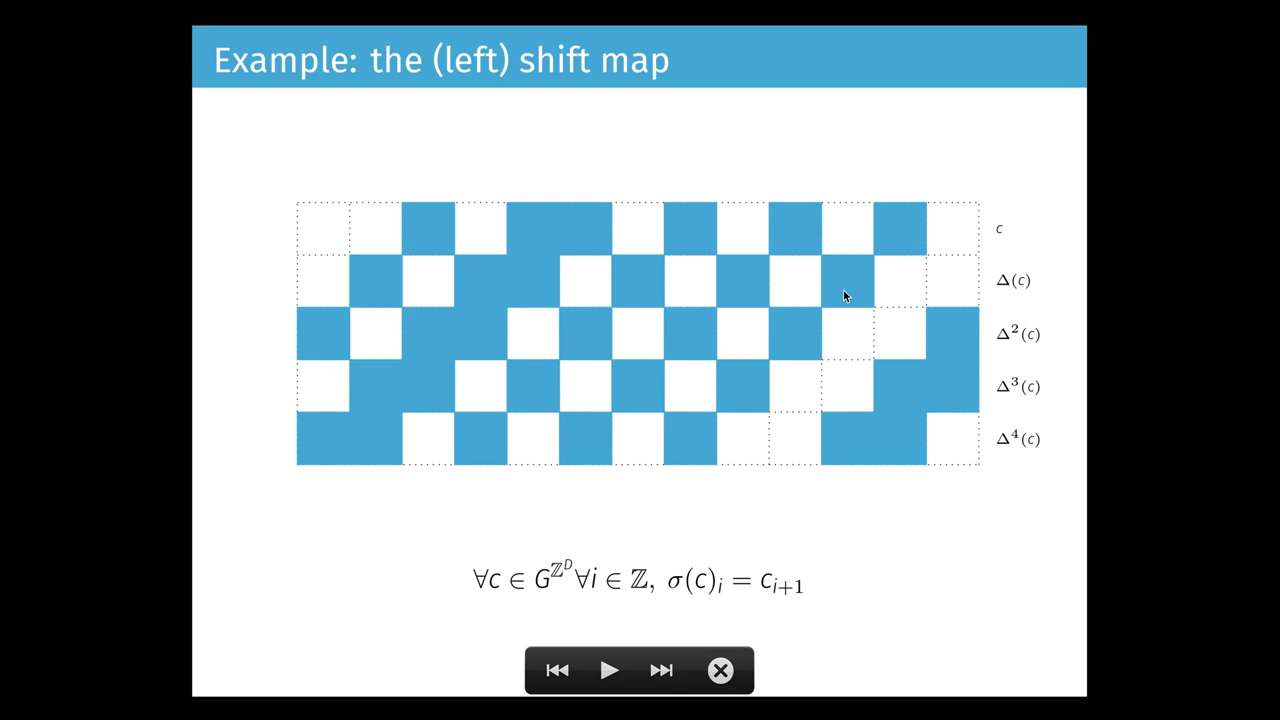 Example: the (left) shift map
c
Δ(c)
Δ²(c)
Δ³(c)
Δ⁴(c)
∀c ∈ G^{ℤ^D} ∀i ∈ ℤ, σ(c)_i = c_{i+1}